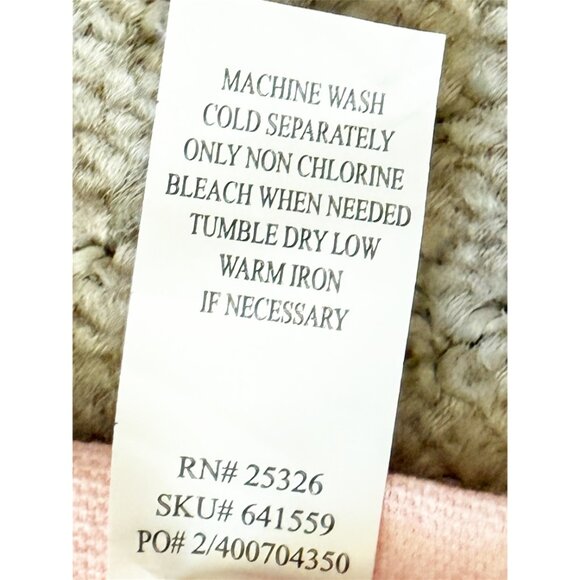 MACHINE WASH
COLD SEPARATELY
ONLY NON CHLORINE
BLEACH WHEN NEEDED
TUMBLE DRY LOW
WARM IRON
IF NECESSARY
RN# 25326
SKU# 641559
PO# 2/400704350